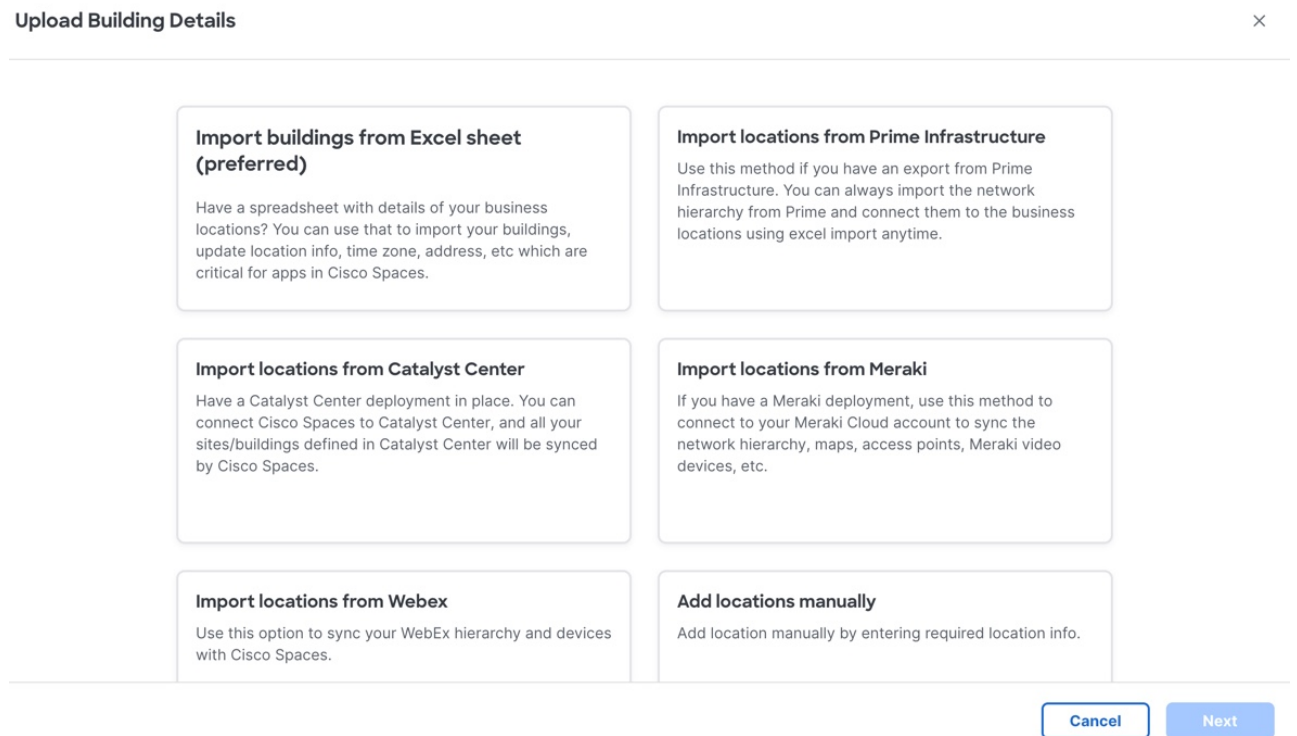 Upload Building Details
Import buildings from Excel sheet
(preferred)
Have a spreadsheet with details of your business
locations? You can use that to import your buildings,
update location info, time zone, address, etc which are
critical for apps in Cisco Spaces.
Import locations from Prime Infrastructure
Use this method if you have an export from Prime
Infrastructure. You can always import the network
hierarchy from Prime and connect them to the business
locations using excel import anytime.
Import locations from Catalyst Center
Have a Catalyst Center deployment in place. You can
connect Cisco Spaces to Catalyst Center, and all your
sites/buildings defined in Catalyst Center will be synced
by Cisco Spaces.
Import locations from Meraki
If you have a Meraki deployment, use this method to
connect to your Meraki Cloud account to sync the
network hierarchy, maps, access points, Meraki video
devices, etc.
Import locations from Webex
Use this option to sync your WebEx hierarchy and devices
with Cisco Spaces.
Add locations manually
Add location manually by entering required location info.
Cancel
Next